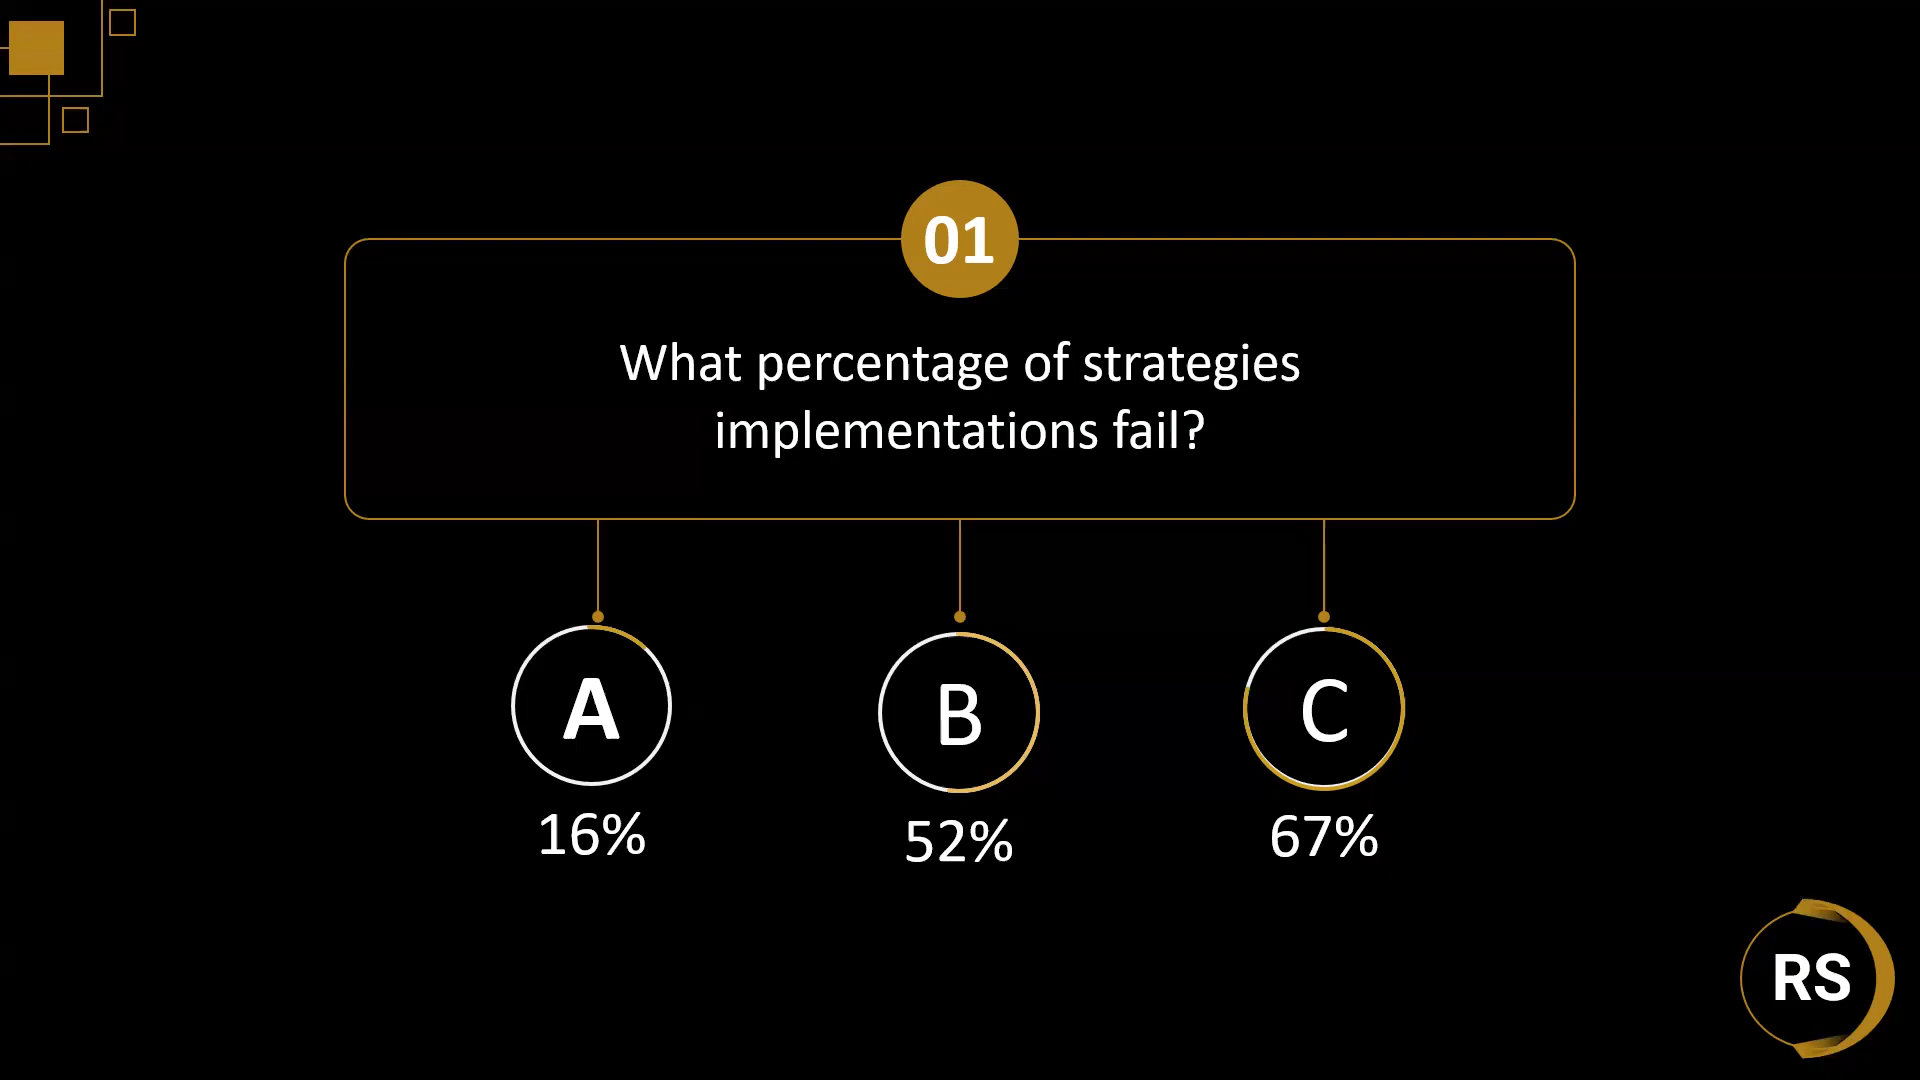 01
What percentage of strategies
implementations fail?
A
B
C
16%
52%
67%
RS